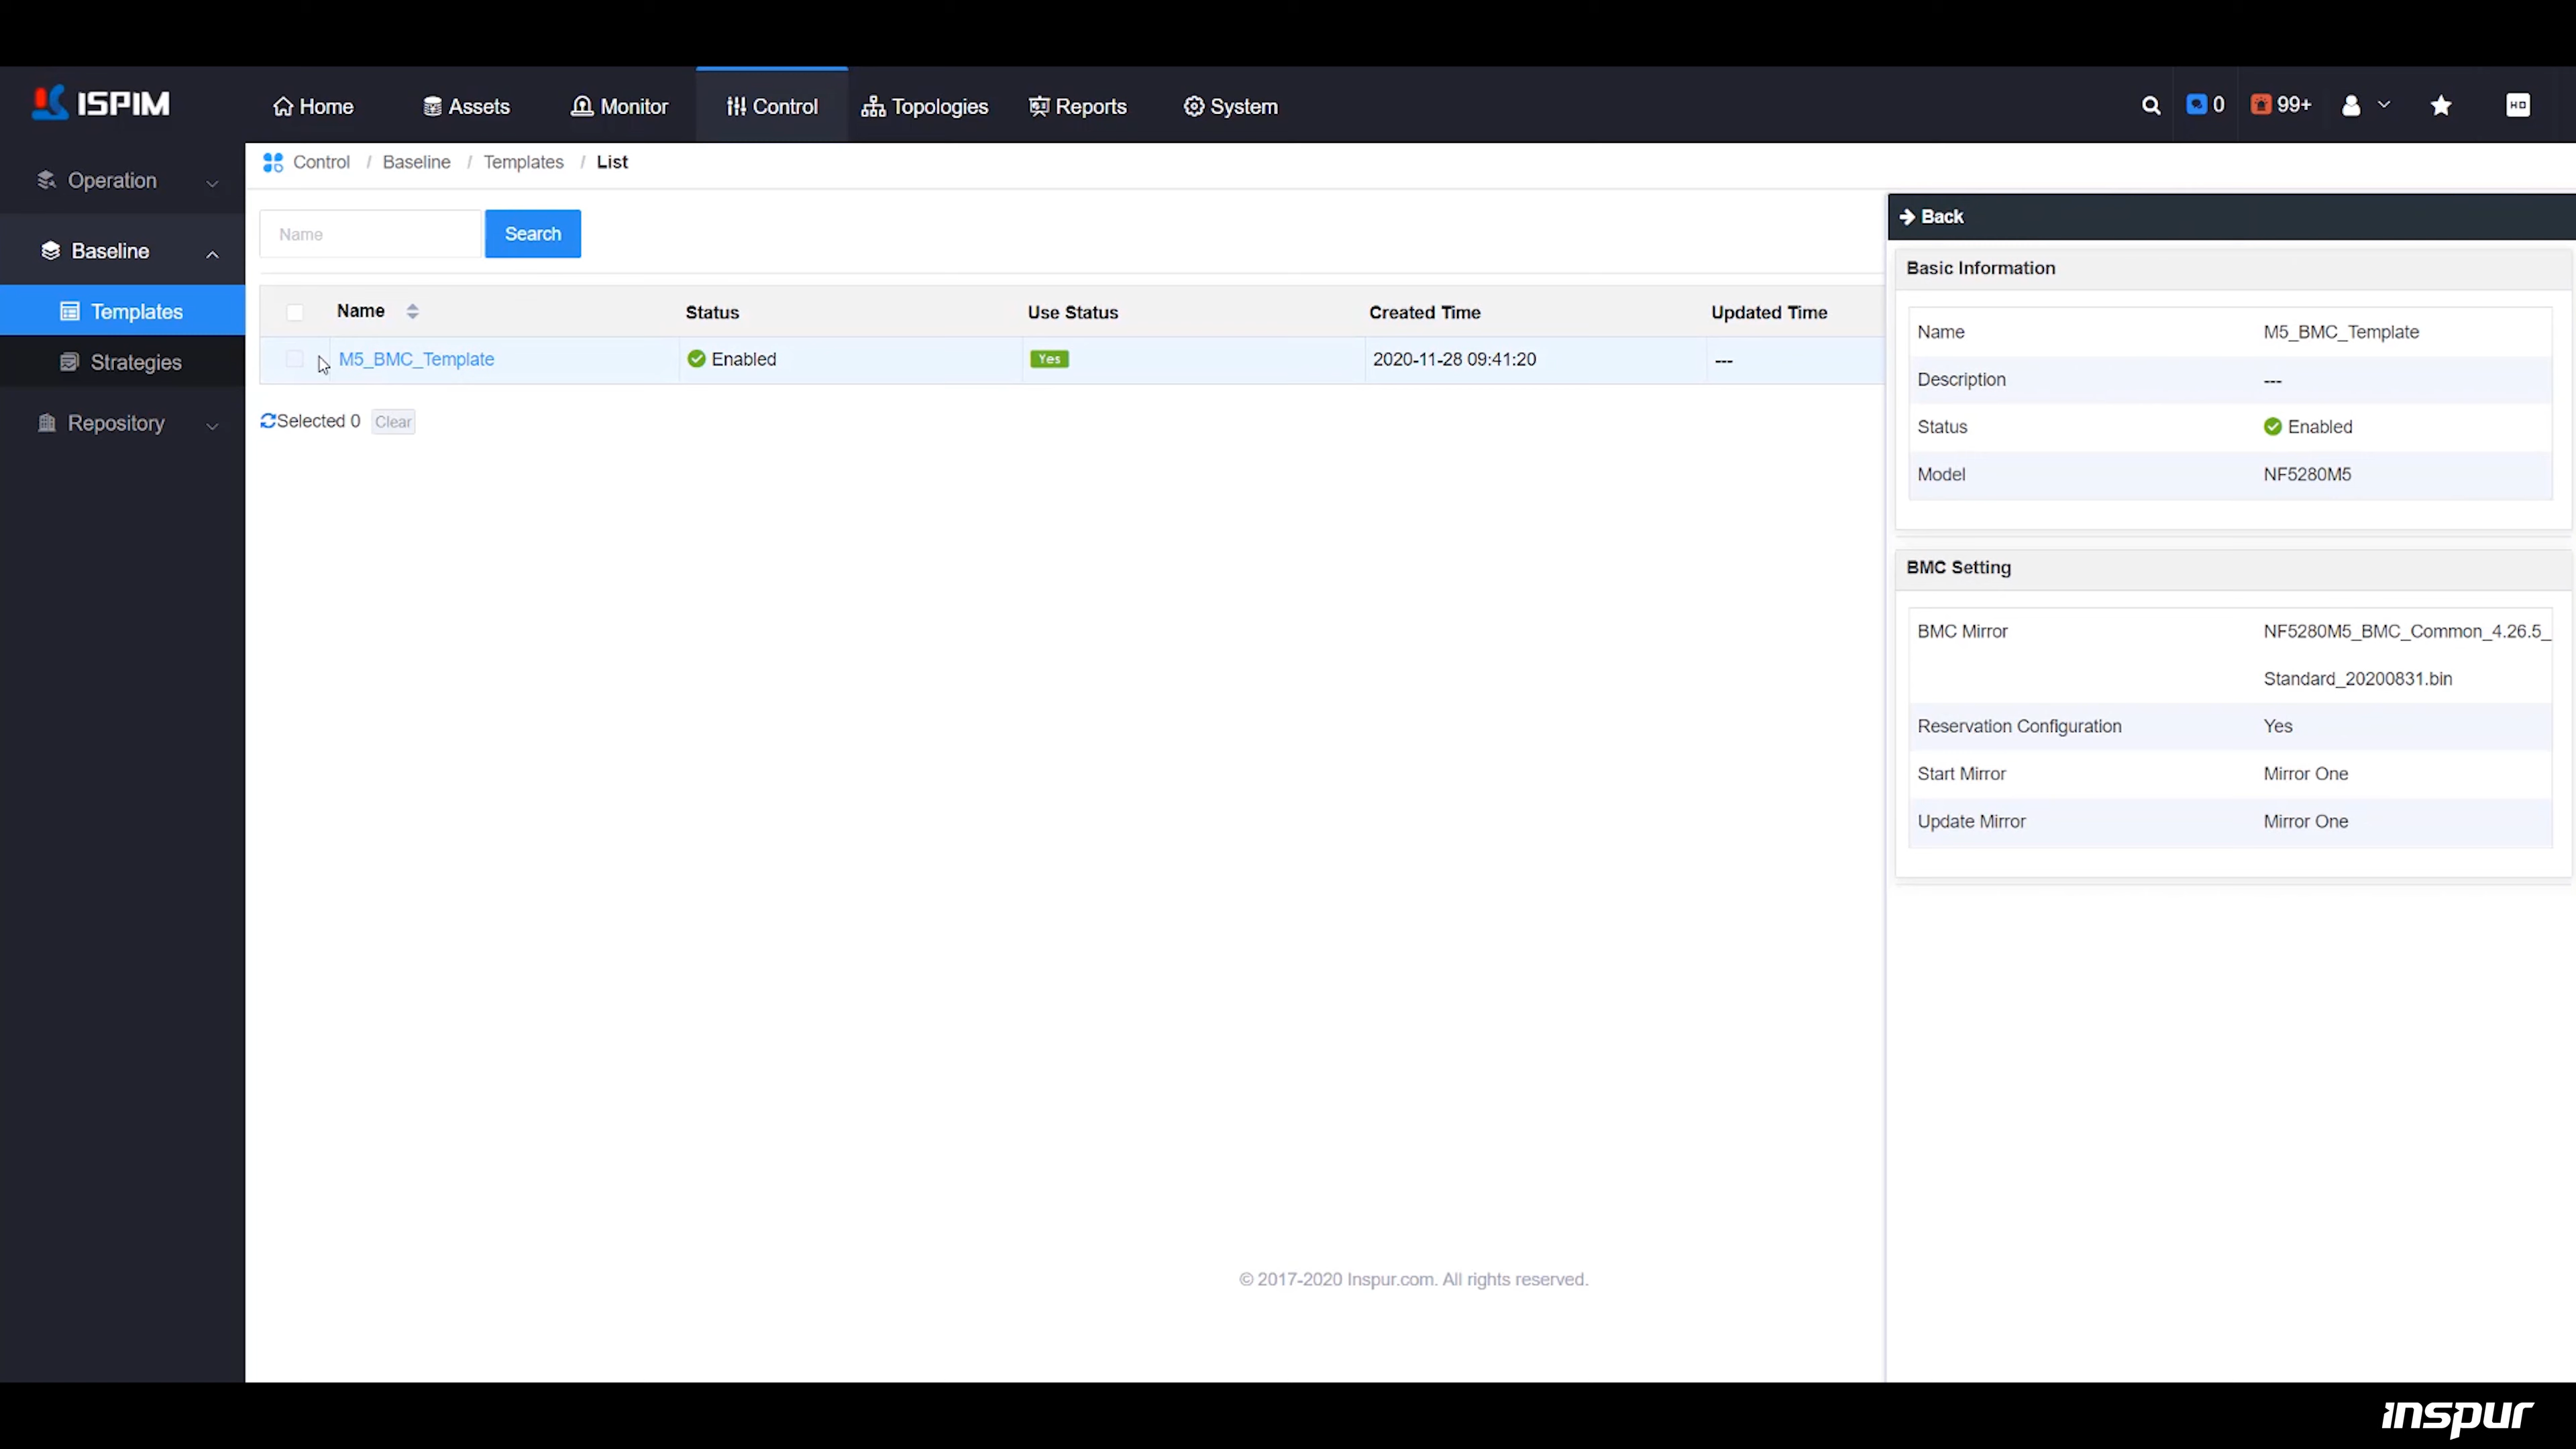 ISPIM Home Assets Monitor Control Topologies Reports System 0 99+ HD
Operation
Baseline
Templates
Strategies
Repository
Control / Baseline / Templates / List
Name Search
Name Status Use Status Created Time Updated Time
M5_BMC_Template Enabled Yes 2020-11-28 09:41:20 ---
Selected 0 Clear
Back
Basic Information
Name M5_BMC_Template
Description ---
Status Enabled
Model NF5280M5
BMC Setting
BMC Mirror NF5280M5_BMC_Common_4.26.5_
Standard_20200831.bin
Reservation Configuration Yes
Start Mirror Mirror One
Update Mirror Mirror One
© 2017-2020 Inspur.com. All rights reserved.
inspur